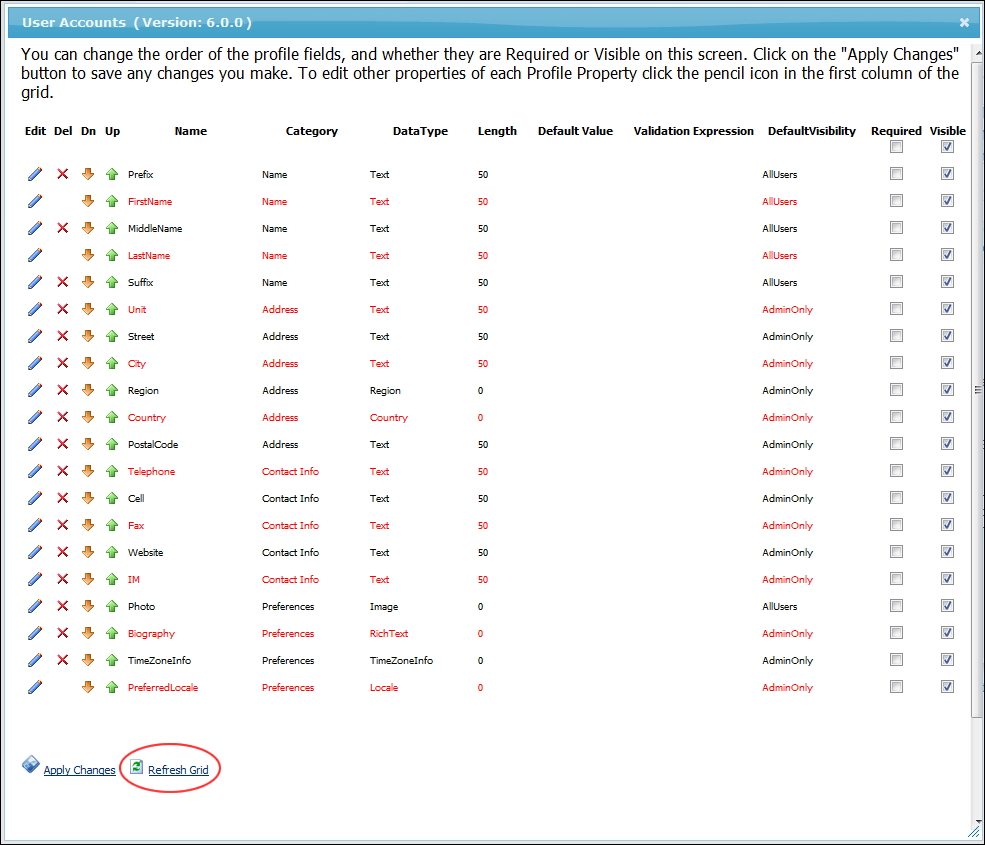 User Accounts (Version: 6.0.0)
You can change the order of the profile fields, and whether they are Required or Visible on this screen. Click on the "Apply Changes"
button to save any changes you make. To edit other properties of each Profile Property click the pencil icon in the first column of the
grid.
Edit Del Dn Up Name Category DataType Length Default Value Validation Expression DefaultVisibility Required Visible
Prefix Name Text 50 AllUsers
FirstName Name Text 50 AllUsers
MiddleName Name Text 50 AllUsers
LastName Name Text 50 AllUsers
Suffix Name Text 50 AllUsers
Unit Address Text 50 AdminOnly
Street Address Text 50 AdminOnly
City Address Text 50 AdminOnly
Region Address Region 0 AdminOnly
Country Address Country 0 AdminOnly
PostalCode Address Text 50 AdminOnly
Telephone Contact Info Text 50 AdminOnly
Cell Contact Info Text 50 AdminOnly
Fax Contact Info Text 50 AdminOnly
Website Contact Info Text 50 AdminOnly
IM Contact Info Text 50 AdminOnly
Photo Preferences Image 0 AllUsers
Biography Preferences RichText 0 AdminOnly
TimeZoneInfo Preferences TimeZoneInfo 0 AdminOnly
PreferredLocale Preferences Locale 0 AdminOnly
Apply Changes Refresh Grid